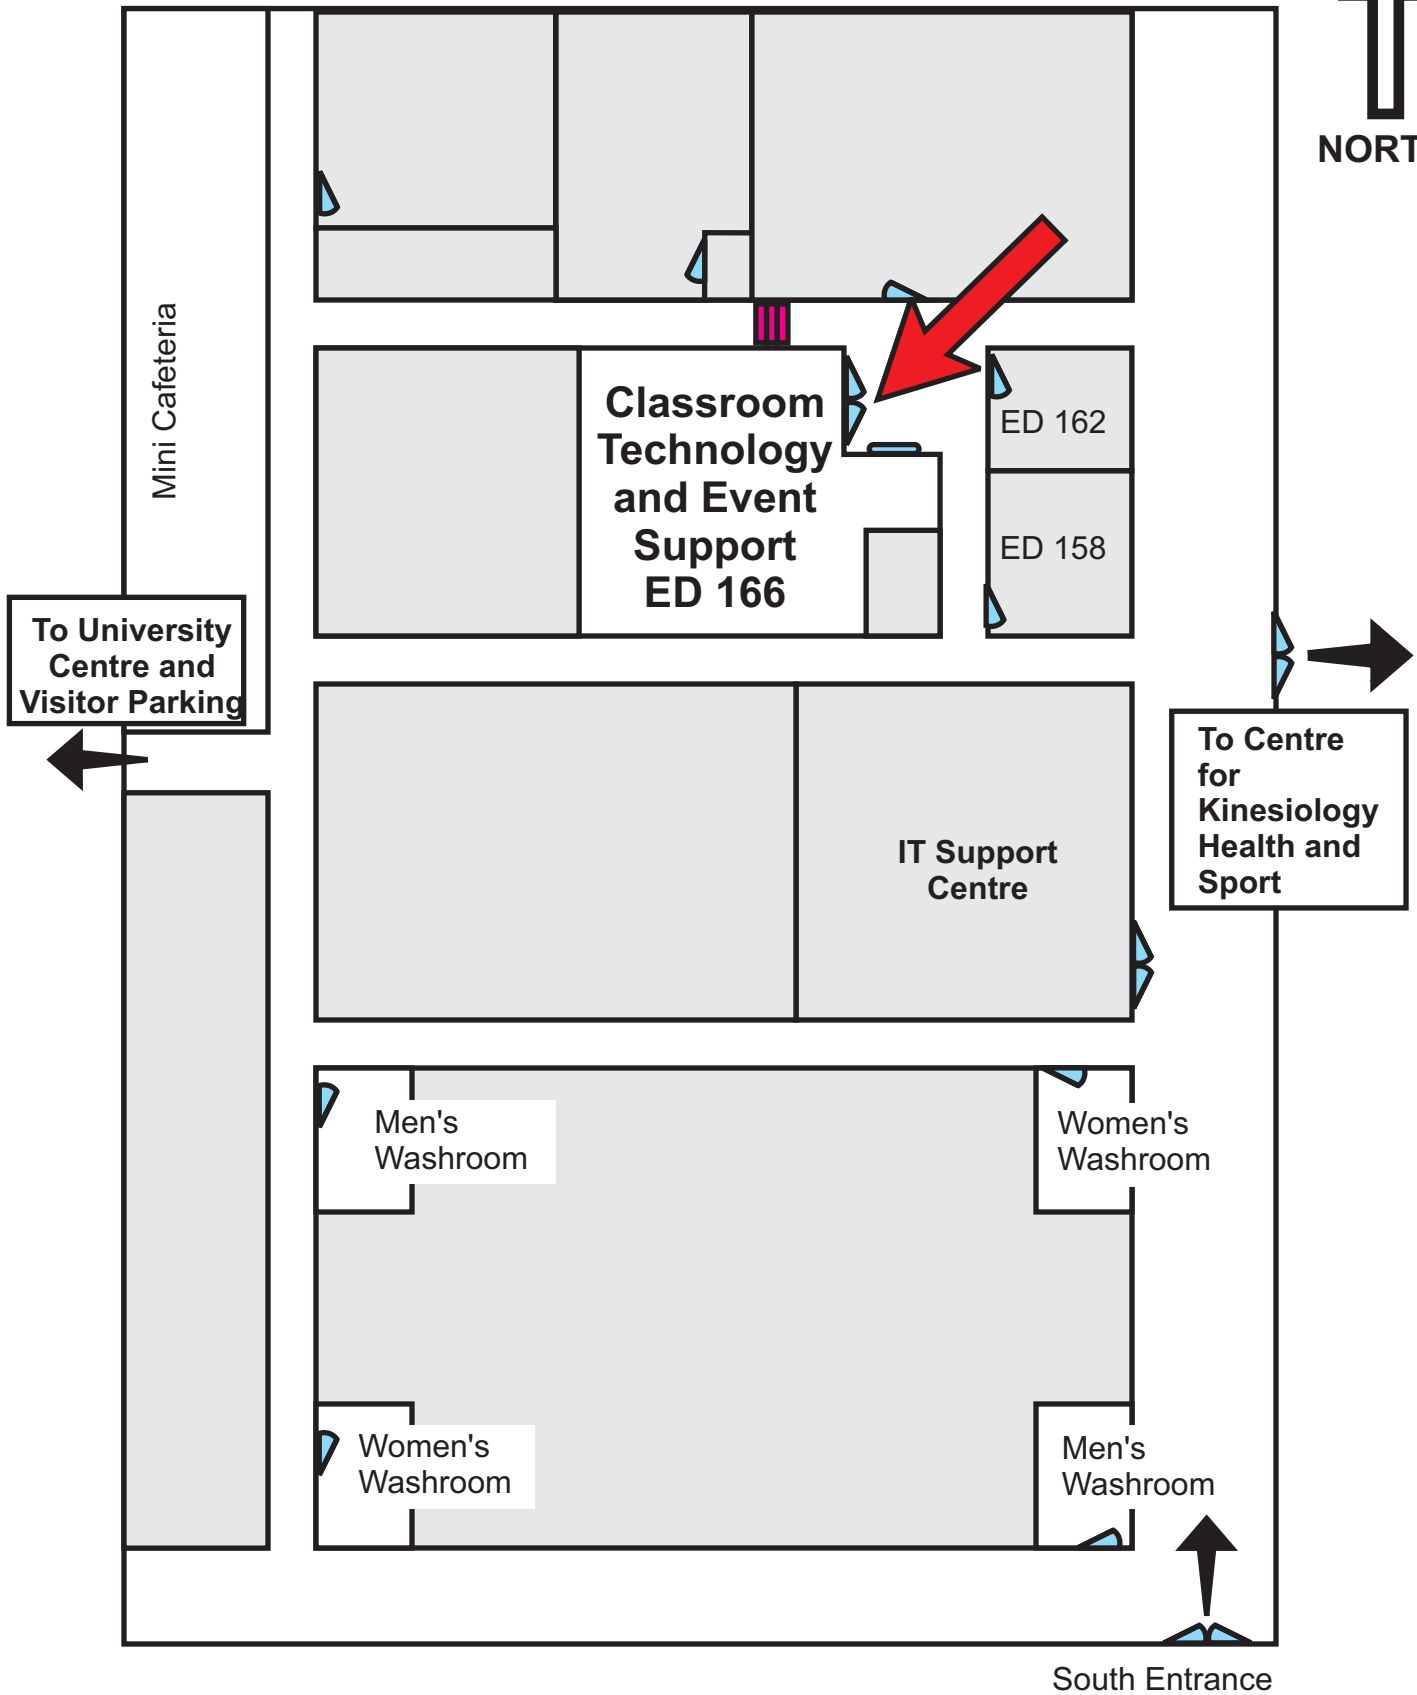 NORT
Mini Cafeteria
Classroom
Technology
and Event
Support
ED 166
ED 162
ED 158
To University
Centre and
Visitor Parking
To Centre
for
Kinesiology
Health and
Sport
IT Support
Centre
Men's
Washroom
Women's
Washroom
Women's
Washroom
Men's
Washroom
South Entrance